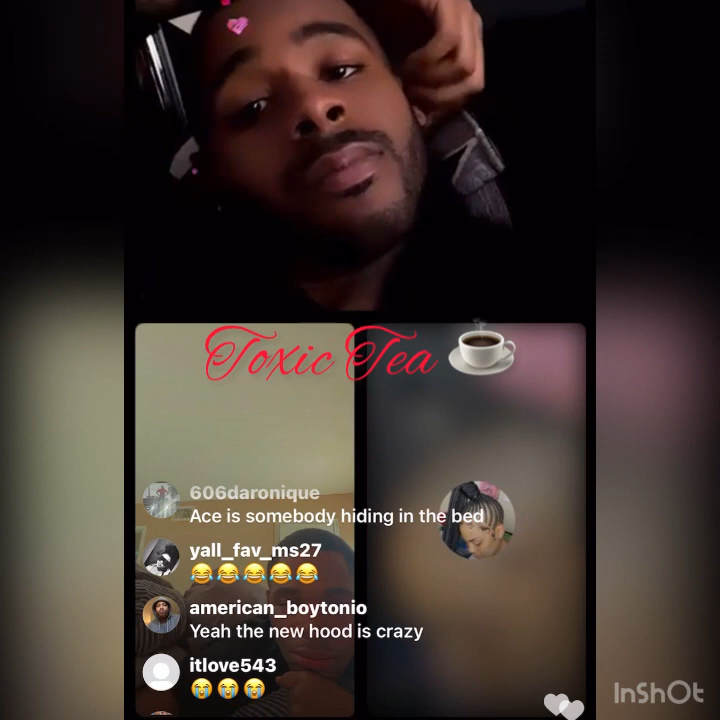 Toxic Tea
606daronique
Ace is somebody hiding in the bed
yall_fav_ms27
😂😂😂😂😂
american_boytonio
Yeah the new hood is crazy
itlove543
😭😭😭
InShOt